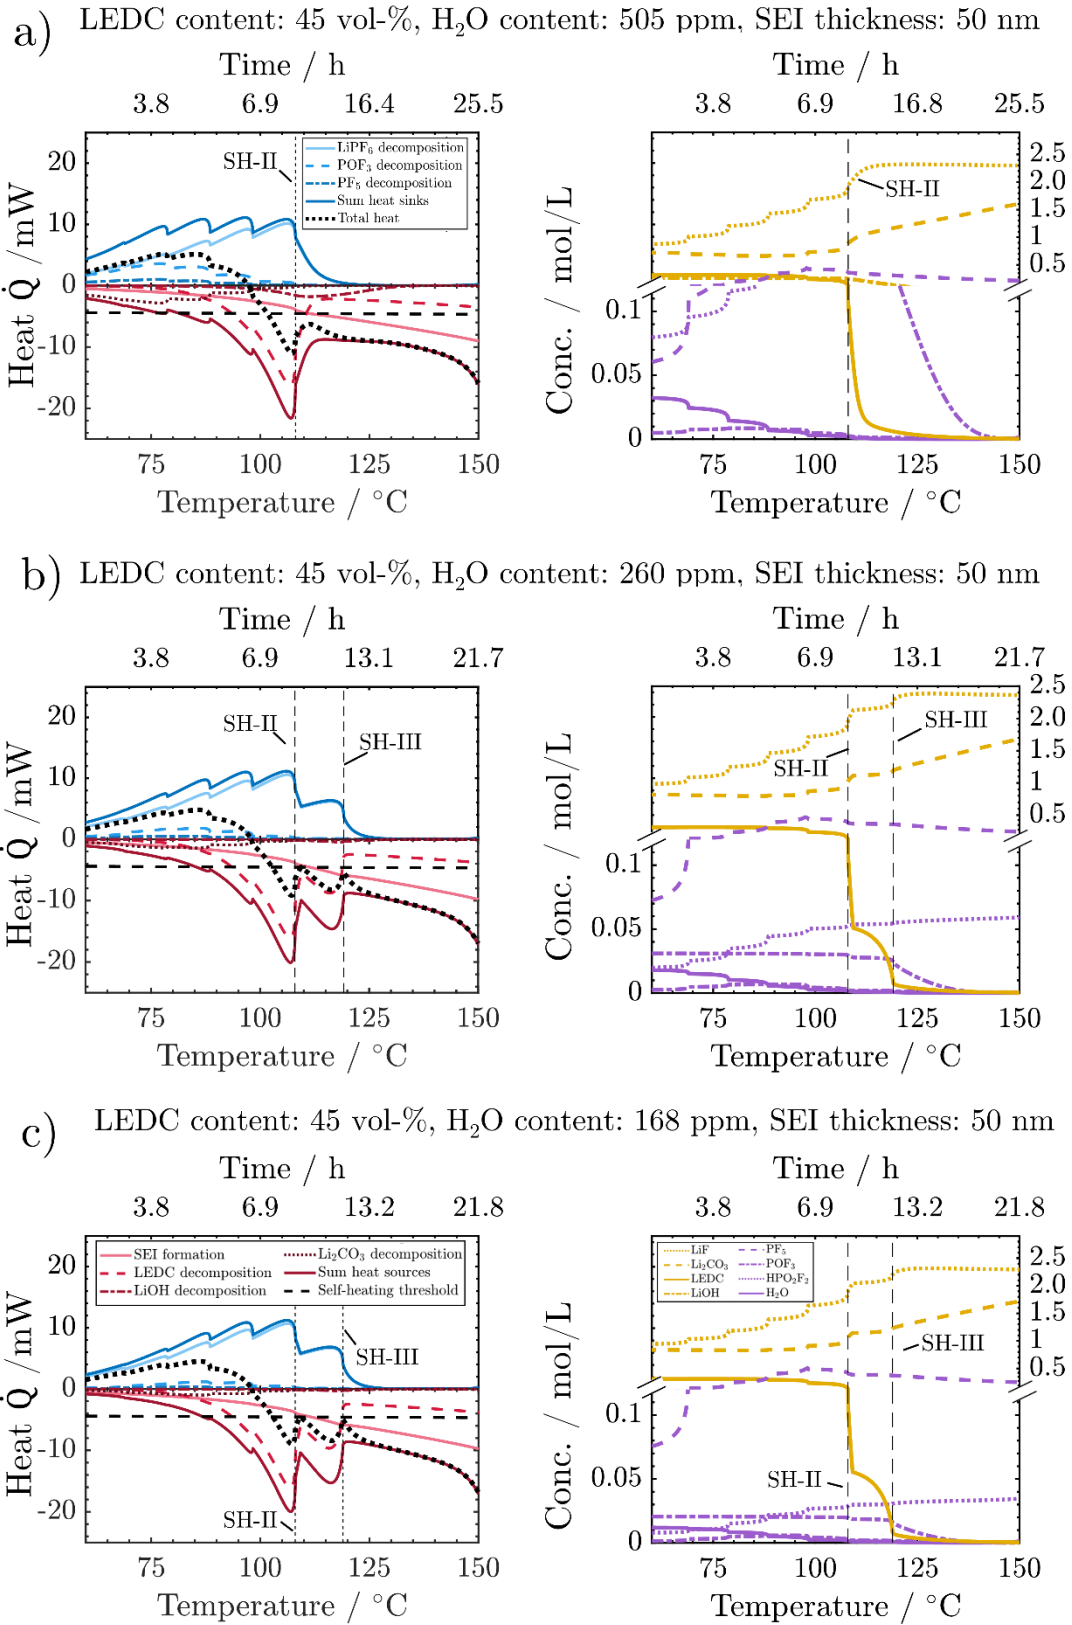 a) LEDC content: 45 vol-%, H₂O content: 505 ppm, SEI thickness: 50 nm
Time / h
3.8 6.9 16.4 25.5
20
10
0
-10
-20
Heat Q̇ /mW
SH-II
LiPF₆ decomposition
POF₃ decomposition
PF₅ decomposition
Sum heat sinks
Total heat
75 100 125 150
Temperature / °C
Time / h
3.8 6.9 16.8 25.5
2.5
2.0
1.5
1
0.5
0.1
0.05
0
Conc. / mol/L
SH-II
75 100 125 150
Temperature / °C
b) LEDC content: 45 vol-%, H₂O content: 260 ppm, SEI thickness: 50 nm
Time / h
3.8 6.9 13.1 21.7
20
10
0
-10
-20
Heat Q̇ /mW
SH-II
SH-III
75 100 125 150
Temperature / °C
Time / h
3.8 6.9 13.1 21.7
2.5
2.0
1.5
1
0.5
0.1
0.05
0
Conc. / mol/L
SH-III
SH-II
75 100 125 150
Temperature / °C
c) LEDC content: 45 vol-%, H₂O content: 168 ppm, SEI thickness: 50 nm
Time / h
3.8 6.9 13.2 21.8
20
10
0
-10
-20
Heat Q̇ /mW
SEI formation
LEDC decomposition
LiOH decomposition
Li₂CO₃ decomposition
Sum heat sources
Self-heating threshold
SH-III
SH-II
75 100 125 150
Temperature / °C
Time / h
3.8 6.9 13.2 21.8
2.5
2.0
1.5
1
0.5
0.1
0.05
0
Conc. / mol/L
LiF
Li₂CO₃
LEDC
LiOH
PF₅
POF₃
HPO₂F₂
H₂O
SH-III
SH-II
75 100 125 150
Temperature / °C